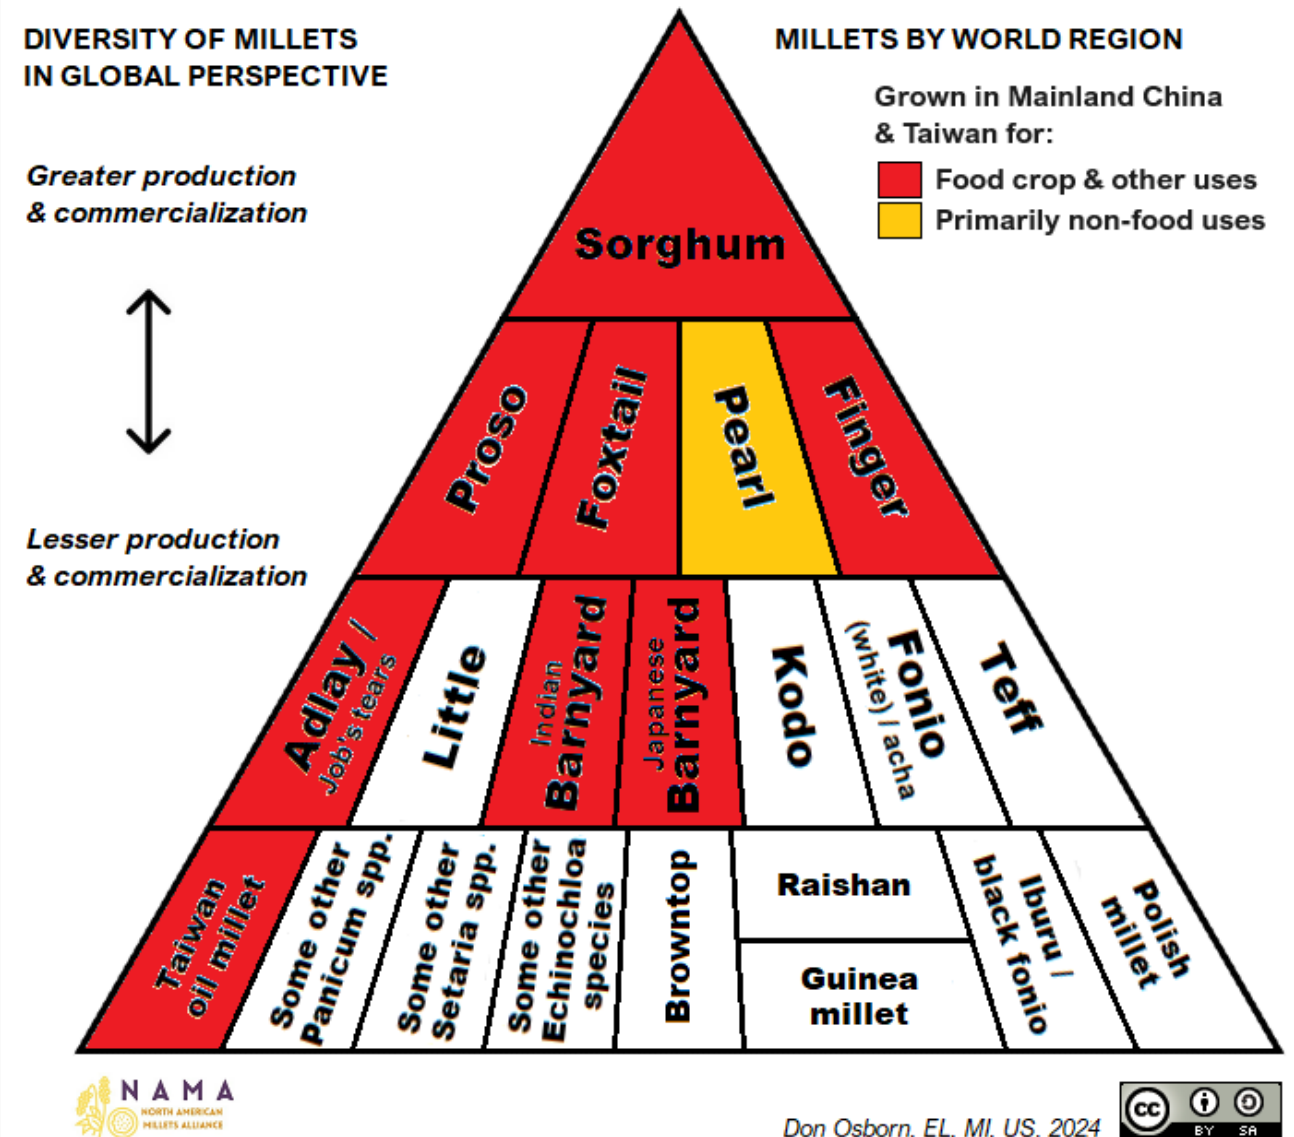 DIVERSITY OF MILLETS
IN GLOBAL PERSPECTIVE
MILLETS BY WORLD REGION
Grown in Mainland China
& Taiwan for:
Food crop & other uses
Primarily non-food uses
Greater production
& commercialization
Lesser production
& commercialization
Sorghum
Proso
Foxtail
Pearl
Finger
Adlay /
Job's tears
Little
Indian
Barnyard
Japanese
Barnyard
Kodo
Fonio
(white) / acha
Teff
Taiwan
oil millet
Some other
Panicum spp.
Some other
Setaria spp.
Some other
Echinochloa
species
Browntop
Raishan
Guinea
millet
Iburu /
black fonio
Polish
millet
NAMA
NORTH AMERICAN
MILLETS ALLIANCE
Don Osborn, EL, MI, US, 2024
cc
BY SA